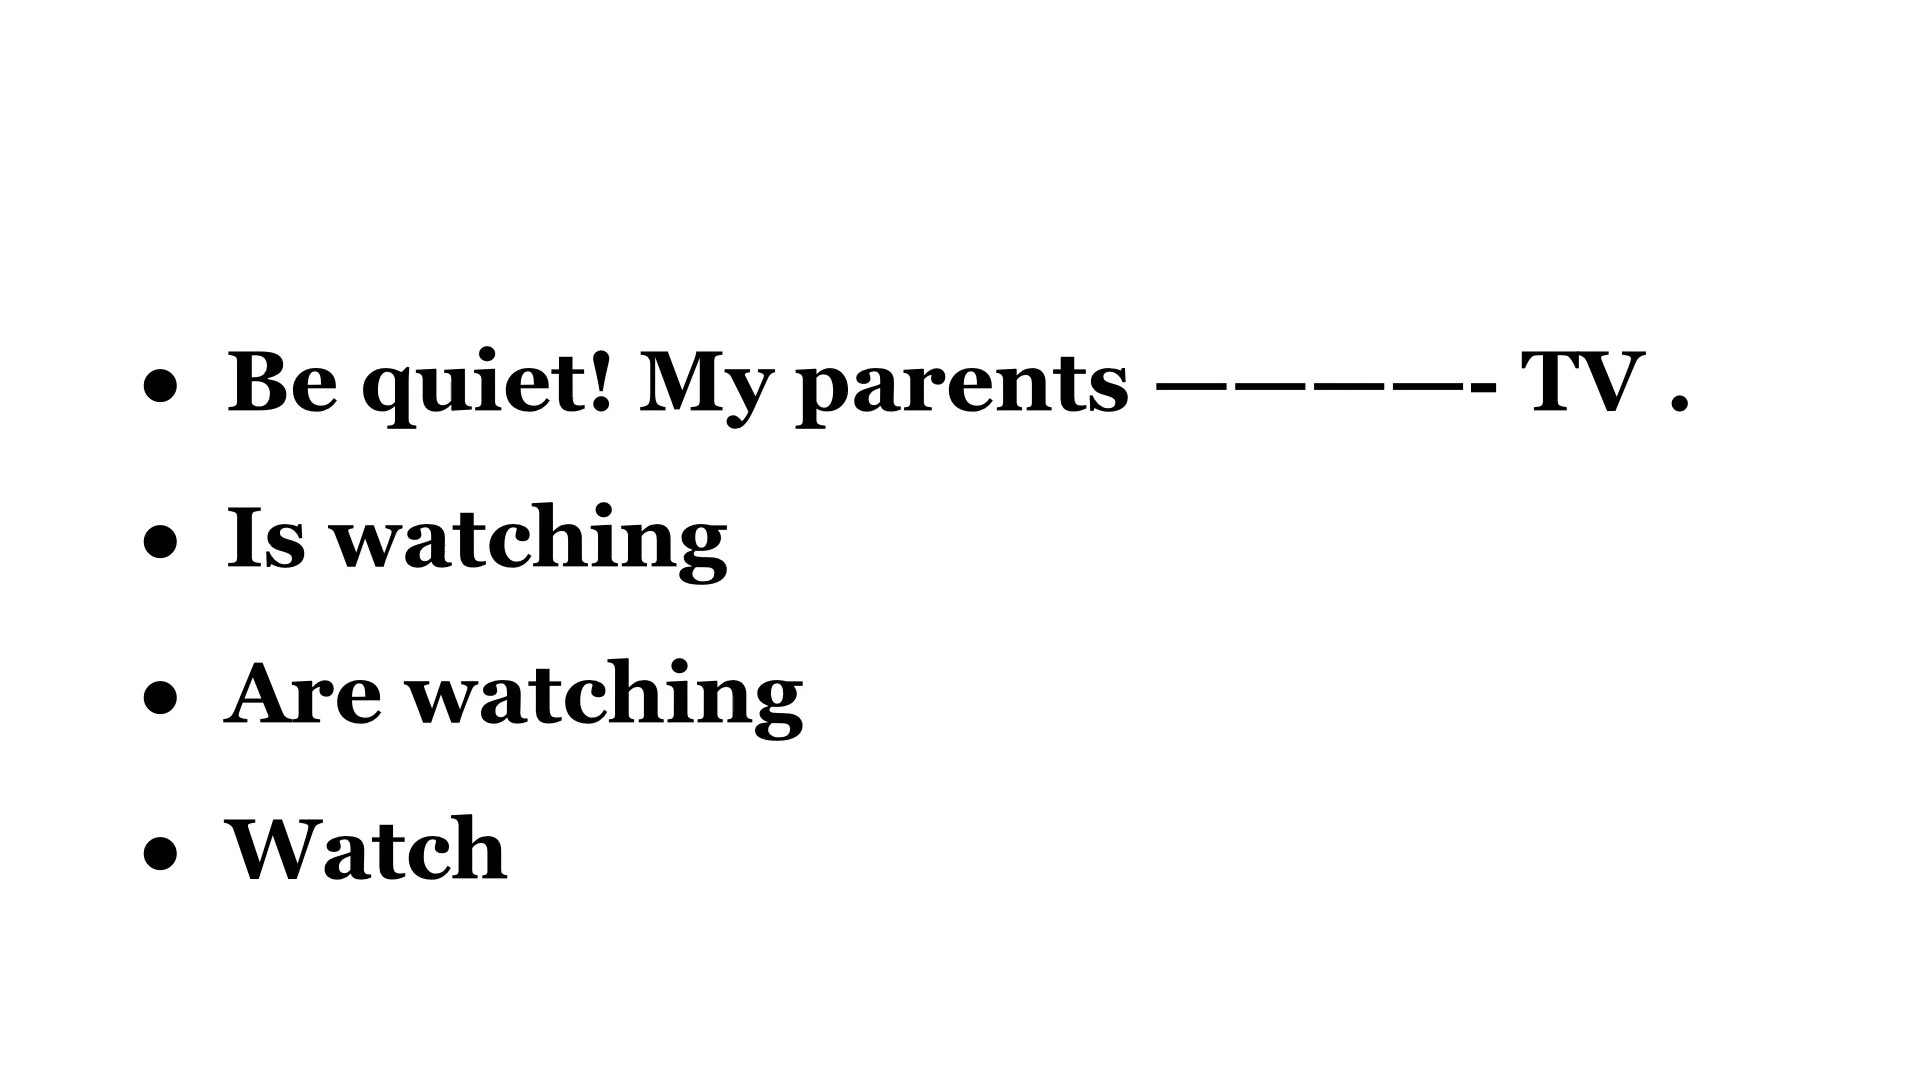 ● Be quiet! My parents ————- TV .
● Is watching
● Are watching
● Watch